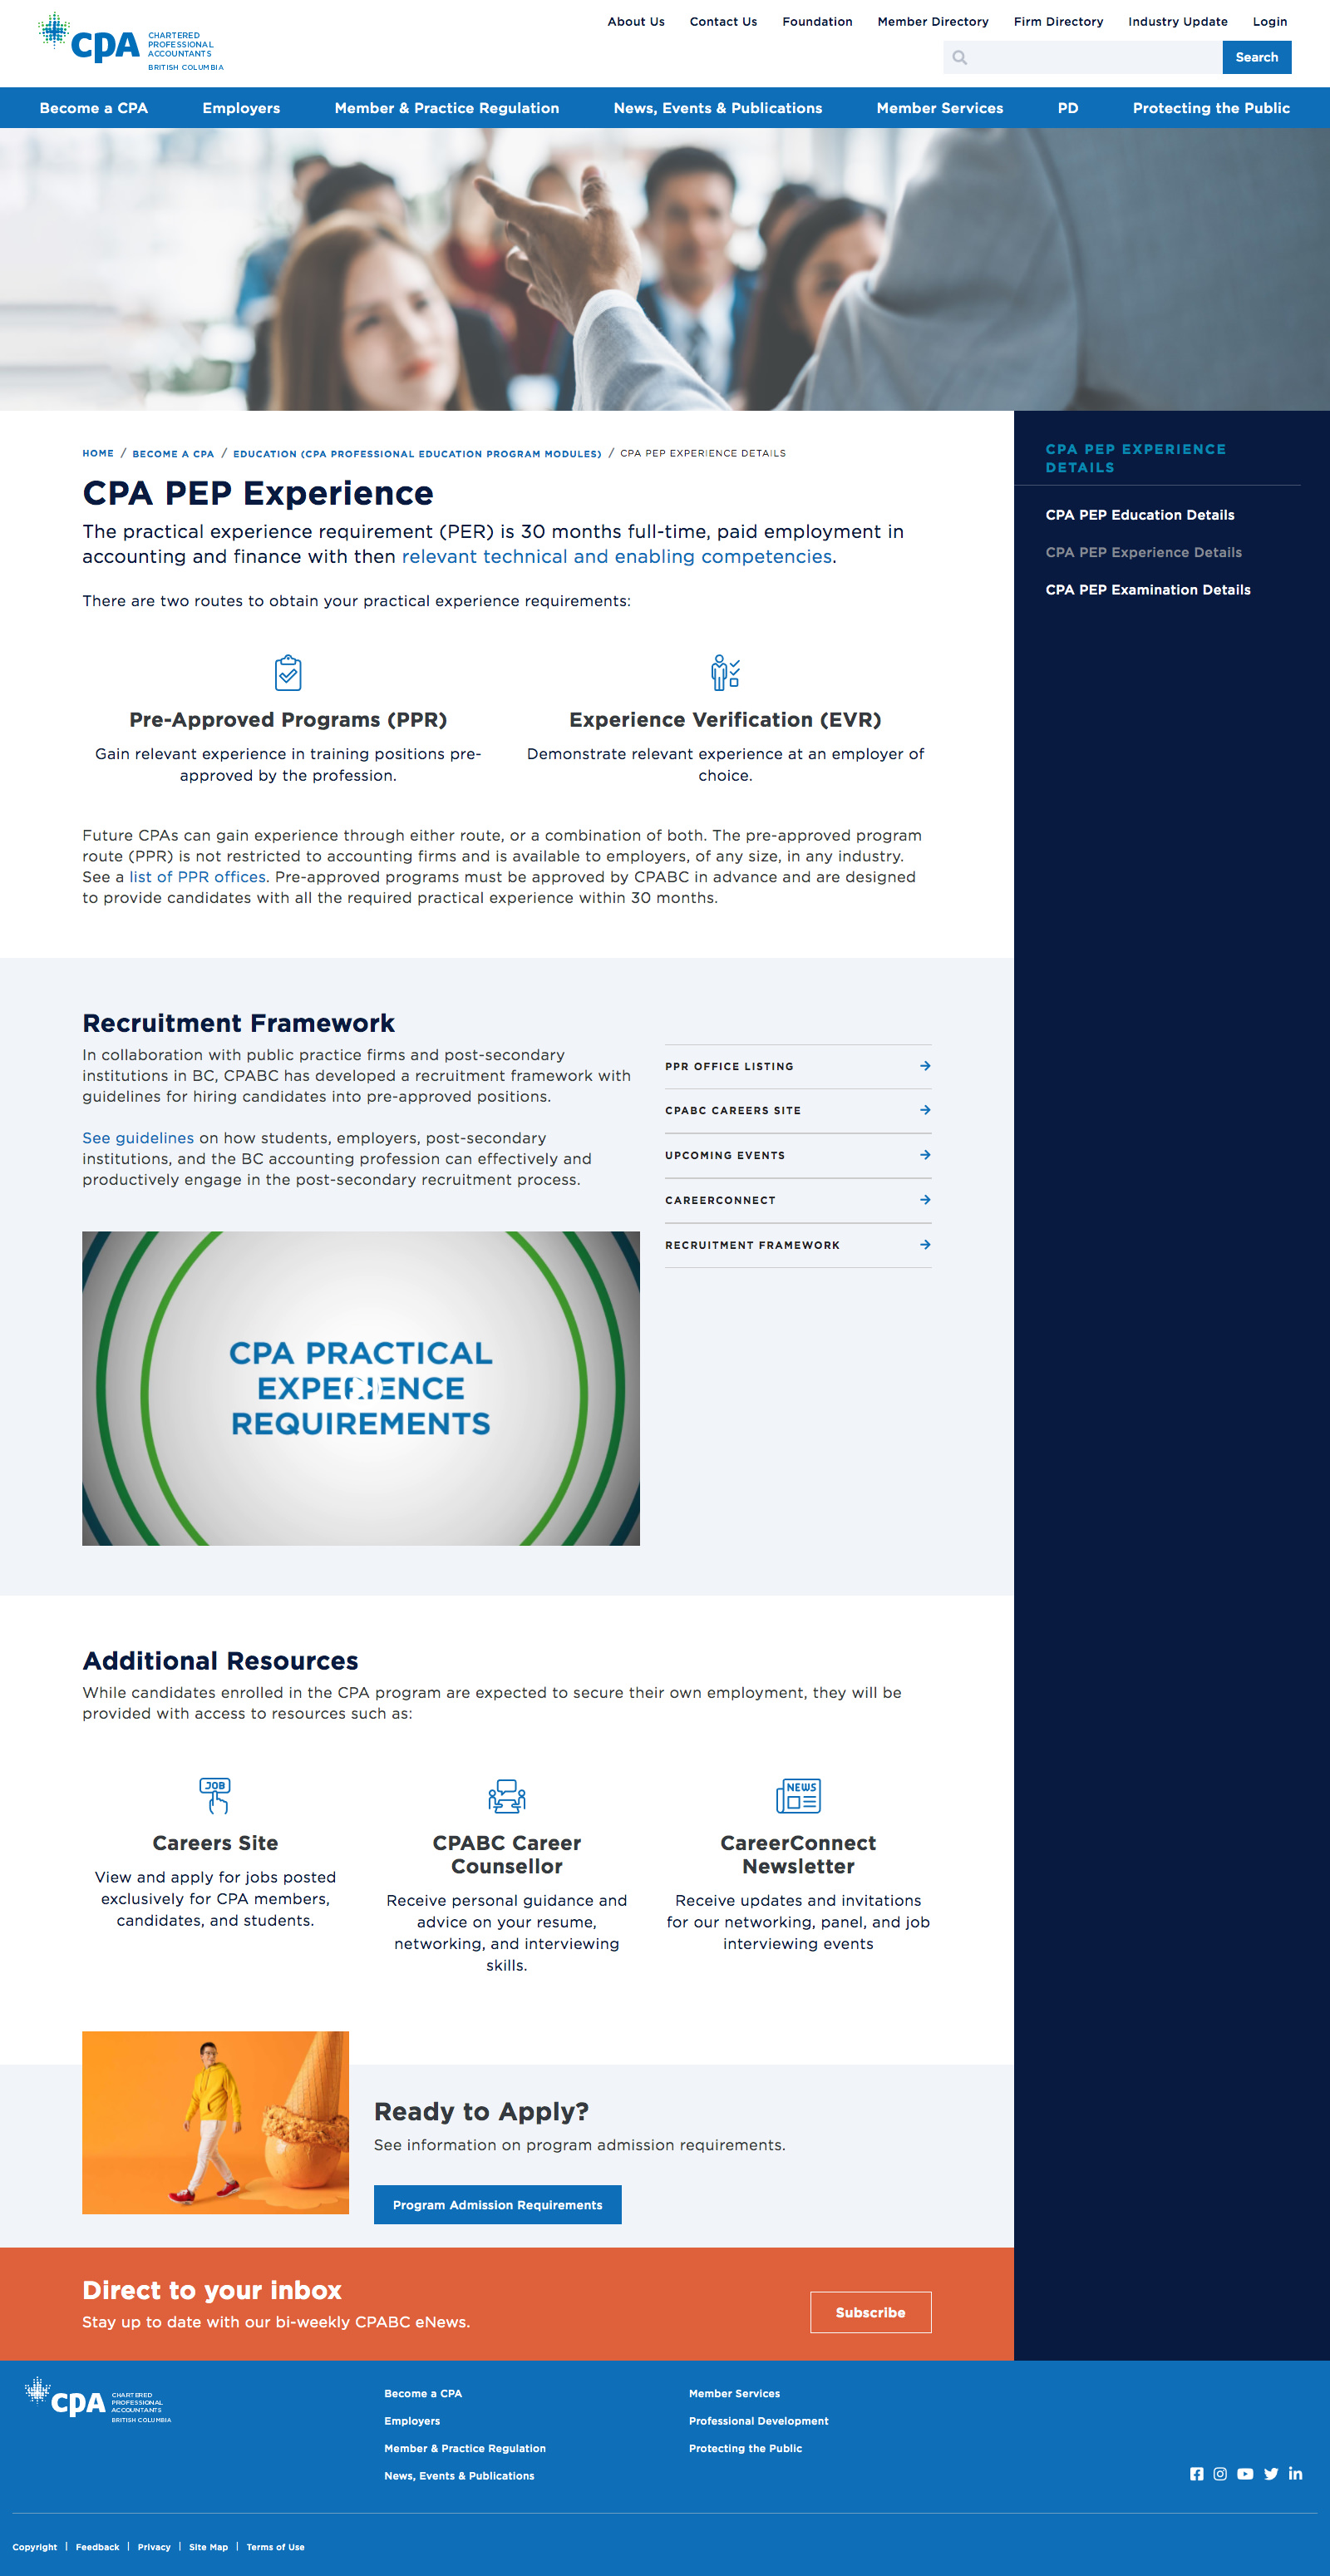 CPA
CHARTERED
PROFESSIONAL
ACCOUNTANTS
BRITISH COLUMBIA
About Us Contact Us Foundation Member Directory Firm Directory Industry Update Login
Search
Become a CPA Employers Member & Practice Regulation News, Events & Publications Member Services PD Protecting the Public
HOME / BECOME A CPA / EDUCATION (CPA PROFESSIONAL EDUCATION PROGRAM MODULES) / CPA PEP EXPERIENCE DETAILS
CPA PEP Experience
The practical experience requirement (PER) is 30 months full-time, paid employment in
accounting and finance with then relevant technical and enabling competencies.
There are two routes to obtain your practical experience requirements:
Pre-Approved Programs (PPR)
Gain relevant experience in training positions pre-
approved by the profession.
Experience Verification (EVR)
Demonstrate relevant experience at an employer of
choice.
Future CPAs can gain experience through either route, or a combination of both. The pre-approved program
route (PPR) is not restricted to accounting firms and is available to employers, of any size, in any industry.
See a list of PPR offices. Pre-approved programs must be approved by CPABC in advance and are designed
to provide candidates with all the required practical experience within 30 months.
CPA PEP EXPERIENCE
DETAILS
CPA PEP Education Details
CPA PEP Experience Details
CPA PEP Examination Details
Recruitment Framework
In collaboration with public practice firms and post-secondary
institutions in BC, CPABC has developed a recruitment framework with
guidelines for hiring candidates into pre-approved positions.
See guidelines on how students, employers, post-secondary
institutions, and the BC accounting profession can effectively and
productively engage in the post-secondary recruitment process.
PPR OFFICE LISTING
CPABC CAREERS SITE
UPCOMING EVENTS
CAREERCONNECT
RECRUITMENT FRAMEWORK
CPA PRACTICAL
EXPERIENCE
REQUIREMENTS
Additional Resources
While candidates enrolled in the CPA program are expected to secure their own employment, they will be
provided with access to resources such as:
JOB
Careers Site
View and apply for jobs posted
exclusively for CPA members,
candidates, and students.
CPABC Career
Counsellor
Receive personal guidance and
advice on your resume,
networking, and interviewing
skills.
NEWS
CareerConnect
Newsletter
Receive updates and invitations
for our networking, panel, and job
interviewing events
Ready to Apply?
See information on program admission requirements.
Program Admission Requirements
Direct to your inbox
Stay up to date with our bi-weekly CPABC eNews.
Subscribe
CPA
CHARTERED
PROFESSIONAL
ACCOUNTANTS
BRITISH COLUMBIA
Become a CPA
Employers
Member & Practice Regulation
News, Events & Publications
Member Services
Professional Development
Protecting the Public
Copyright | Feedback | Privacy | Site Map | Terms of Use